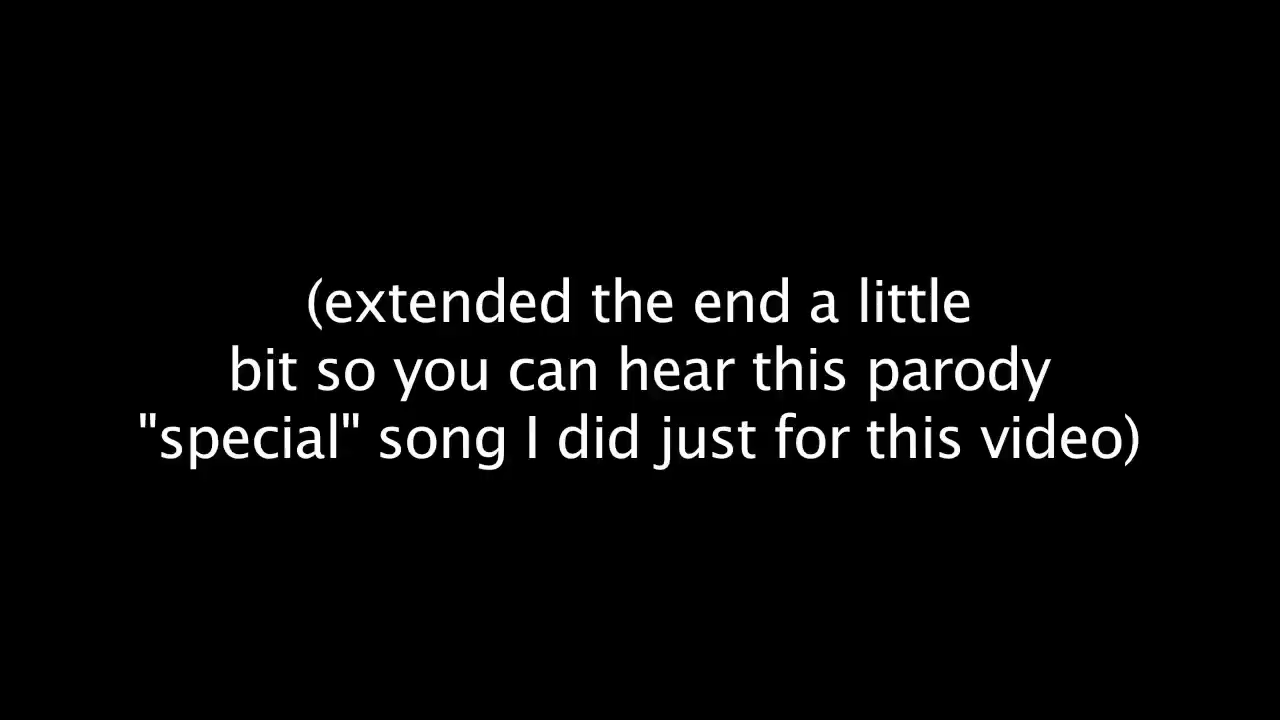 (extended the end a little
bit so you can hear this parody
"special" song I did just for this video)